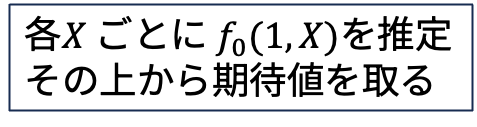 各X ごとに f₀(1, X)を推定
その上から期待値を取る